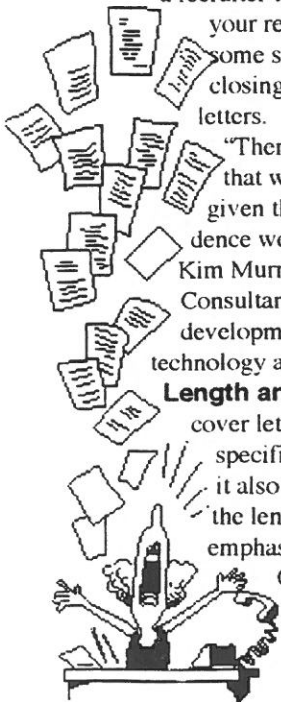 your re
some s
closing
letters.
"Ther
that w
given th
dence we
Kim Murr
Consultar
developm
technology a
Length an
cover let
specifi
it also
the len
emphas